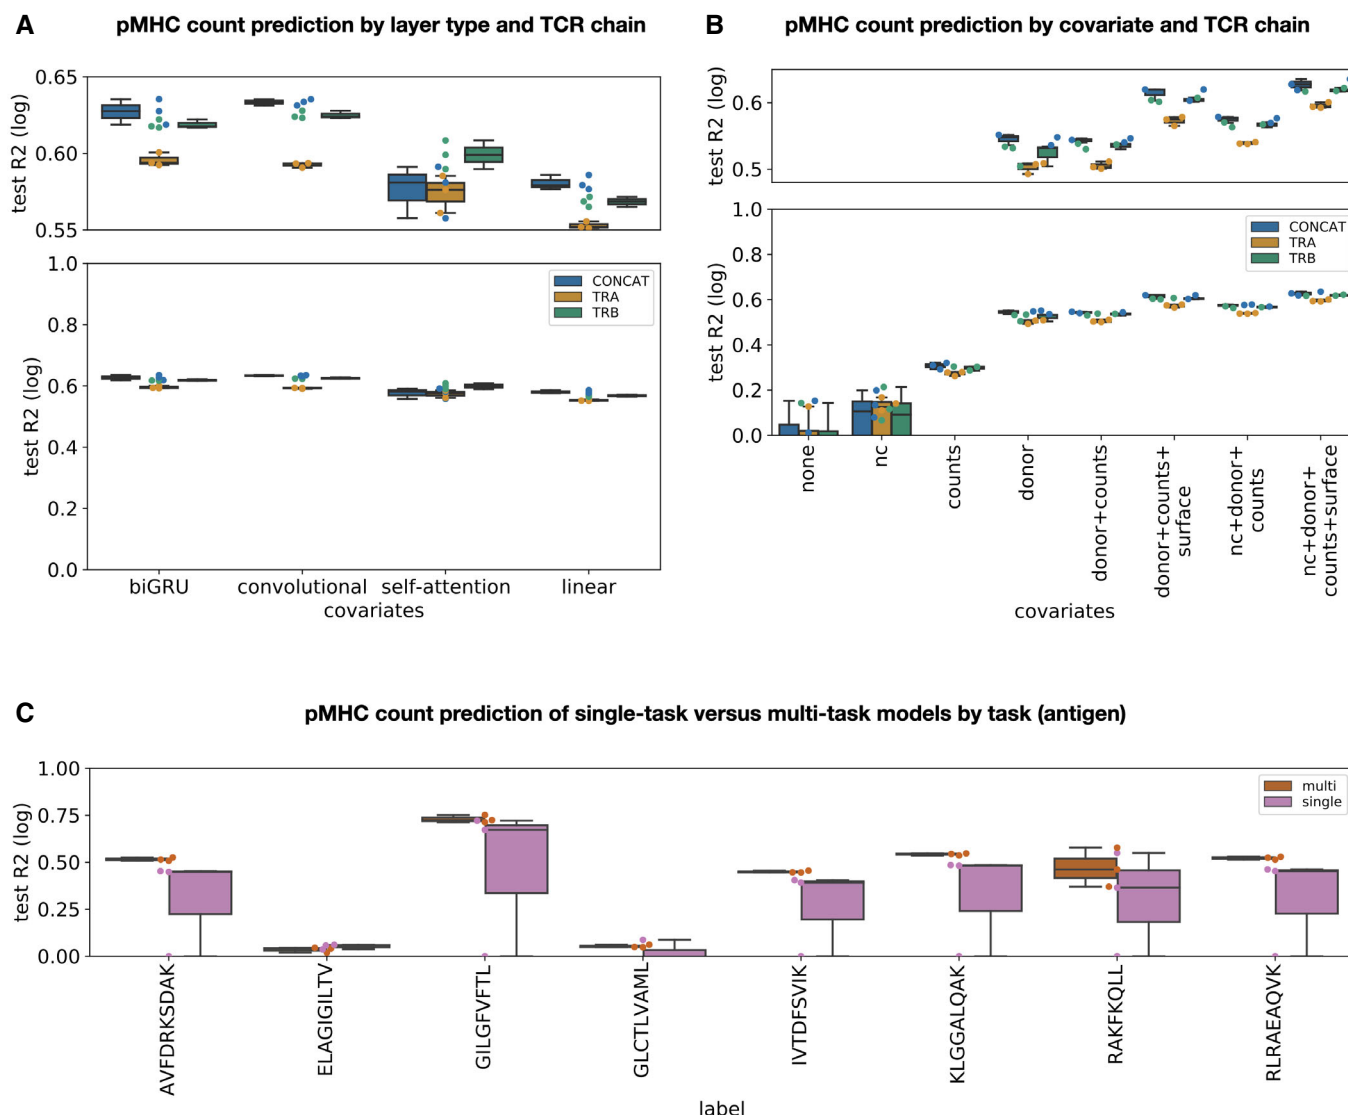 A
pMHC count prediction by layer type and TCR chain
test R2 (log)
0.65
0.60
0.55
test R2 (log)
1.0
0.8
0.6
0.4
0.2
0.0
CONCAT
TRA
TRB
biGRU
convolutional
self-attention
linear
covariates
B
pMHC count prediction by covariate and TCR chain
test R2 (log)
0.6
0.5
test R2 (log)
1.0
0.8
0.6
0.4
0.2
0.0
CONCAT
TRA
TRB
none
nc
counts
donor
donor+counts
donor+counts+
surface
nc+donor+
counts
nc+donor+
counts+surface
covariates
C
pMHC count prediction of single-task versus multi-task models by task (antigen)
test R2 (log)
1.00
0.75
0.50
0.25
0.00
multi
single
AVFDRKSDAK
ELAGIGILTV
GILGFVFTL
GLCTLVAML
IVTDFSVIK
KLGGALQAK
RAKFKQLL
RLRAEAQVK
label